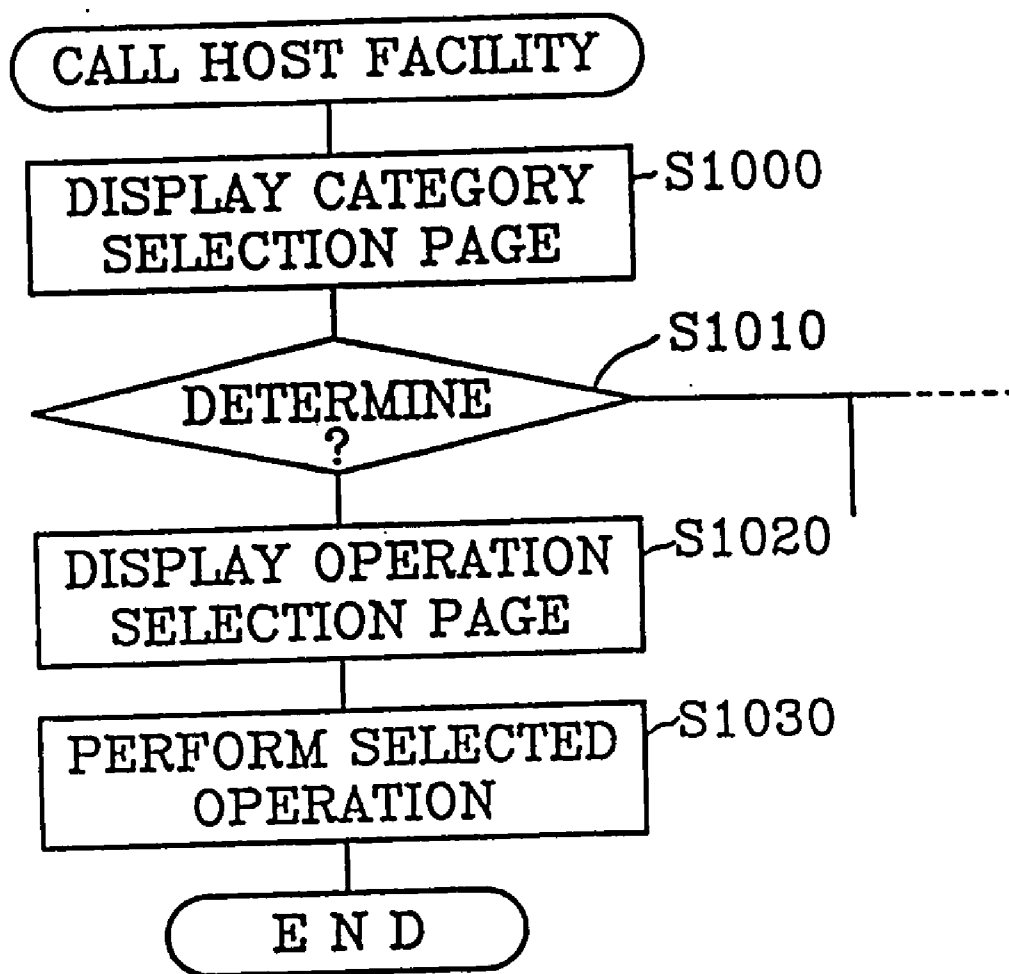 CALL HOST FACILITY
DISPLAY CATEGORY
SELECTION PAGE
S1000
DETERMINE
?
S1010
DISPLAY OPERATION
SELECTION PAGE
S1020
PERFORM SELECTED
OPERATION
S1030
END